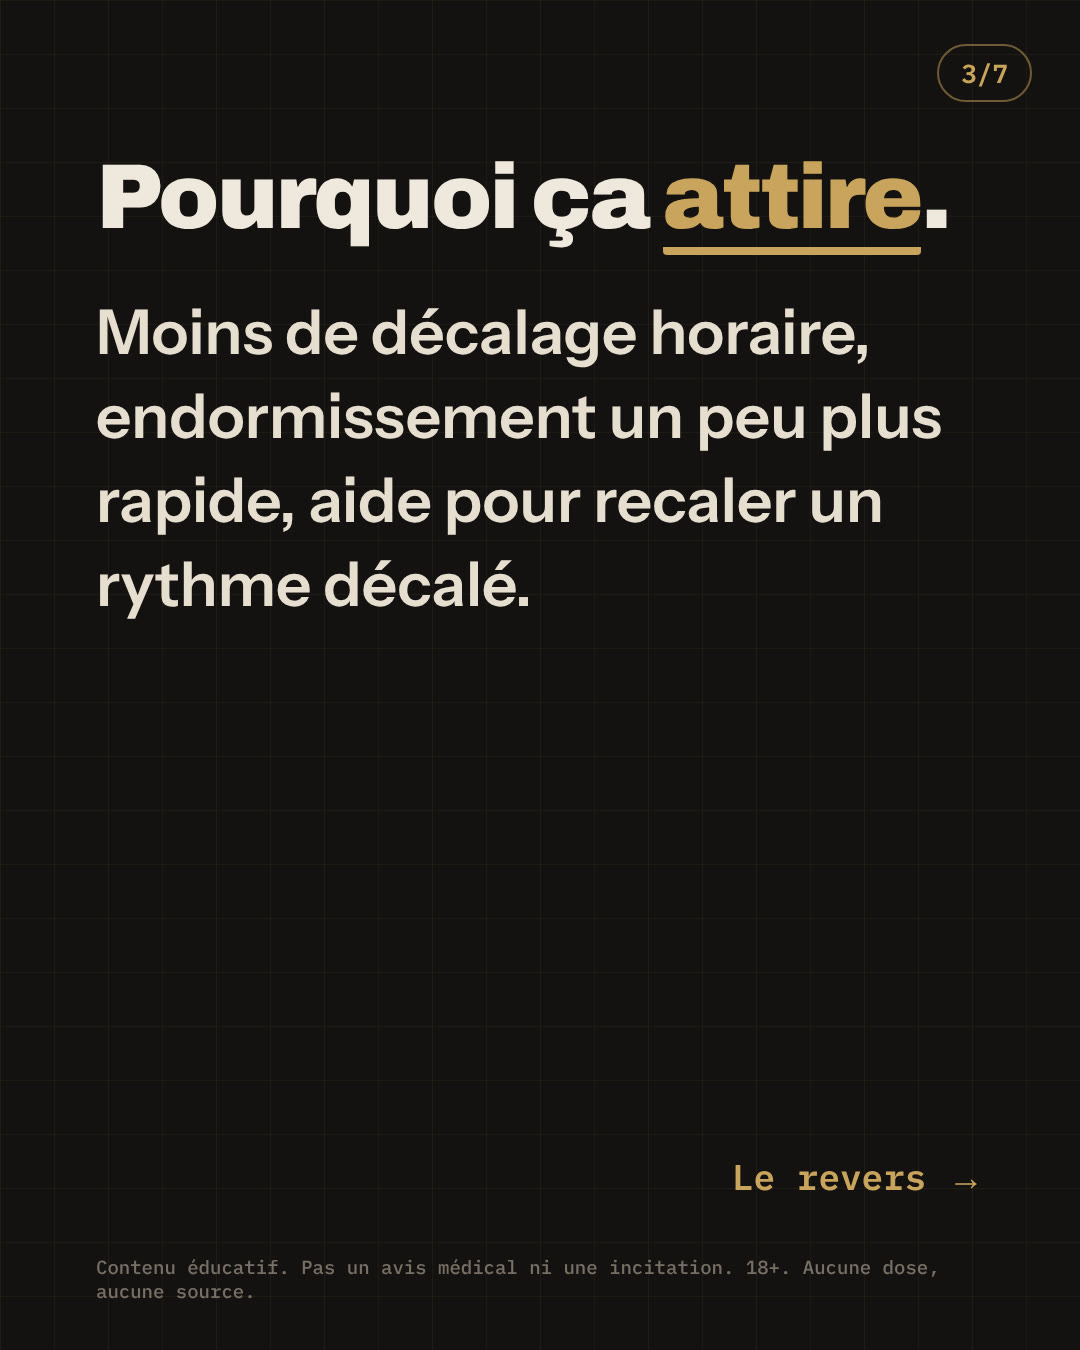 3/7
Pourquoi ça attire.
Moins de décalage horaire,
endormissement un peu plus
rapide, aide pour recaler un
rythme décalé.
Le revers →
Contenu éducatif. Pas un avis médical ni une incitation. 18+. Aucune dose,
aucune source.